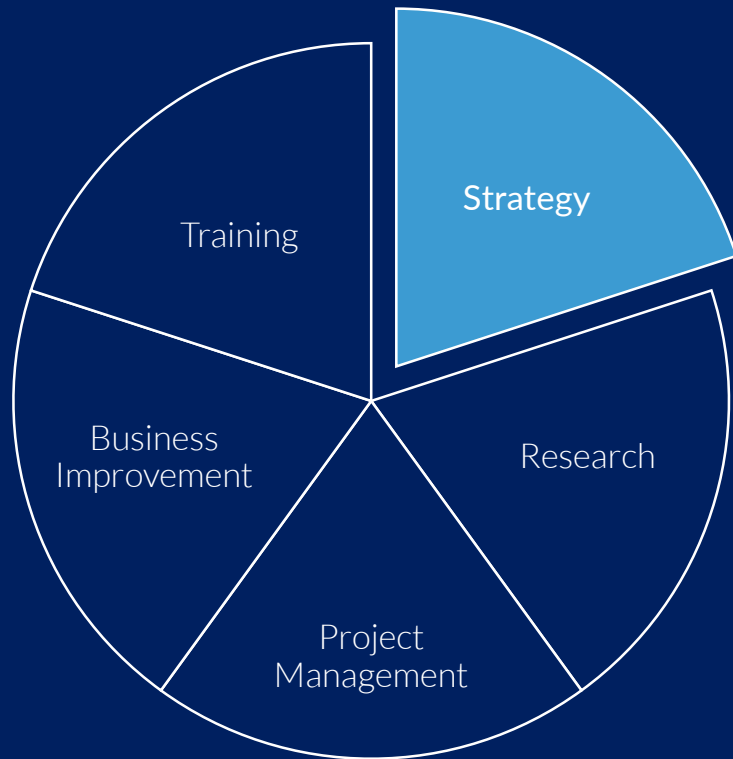 Strategy
Training
Business
Improvement
Research
Project
Management